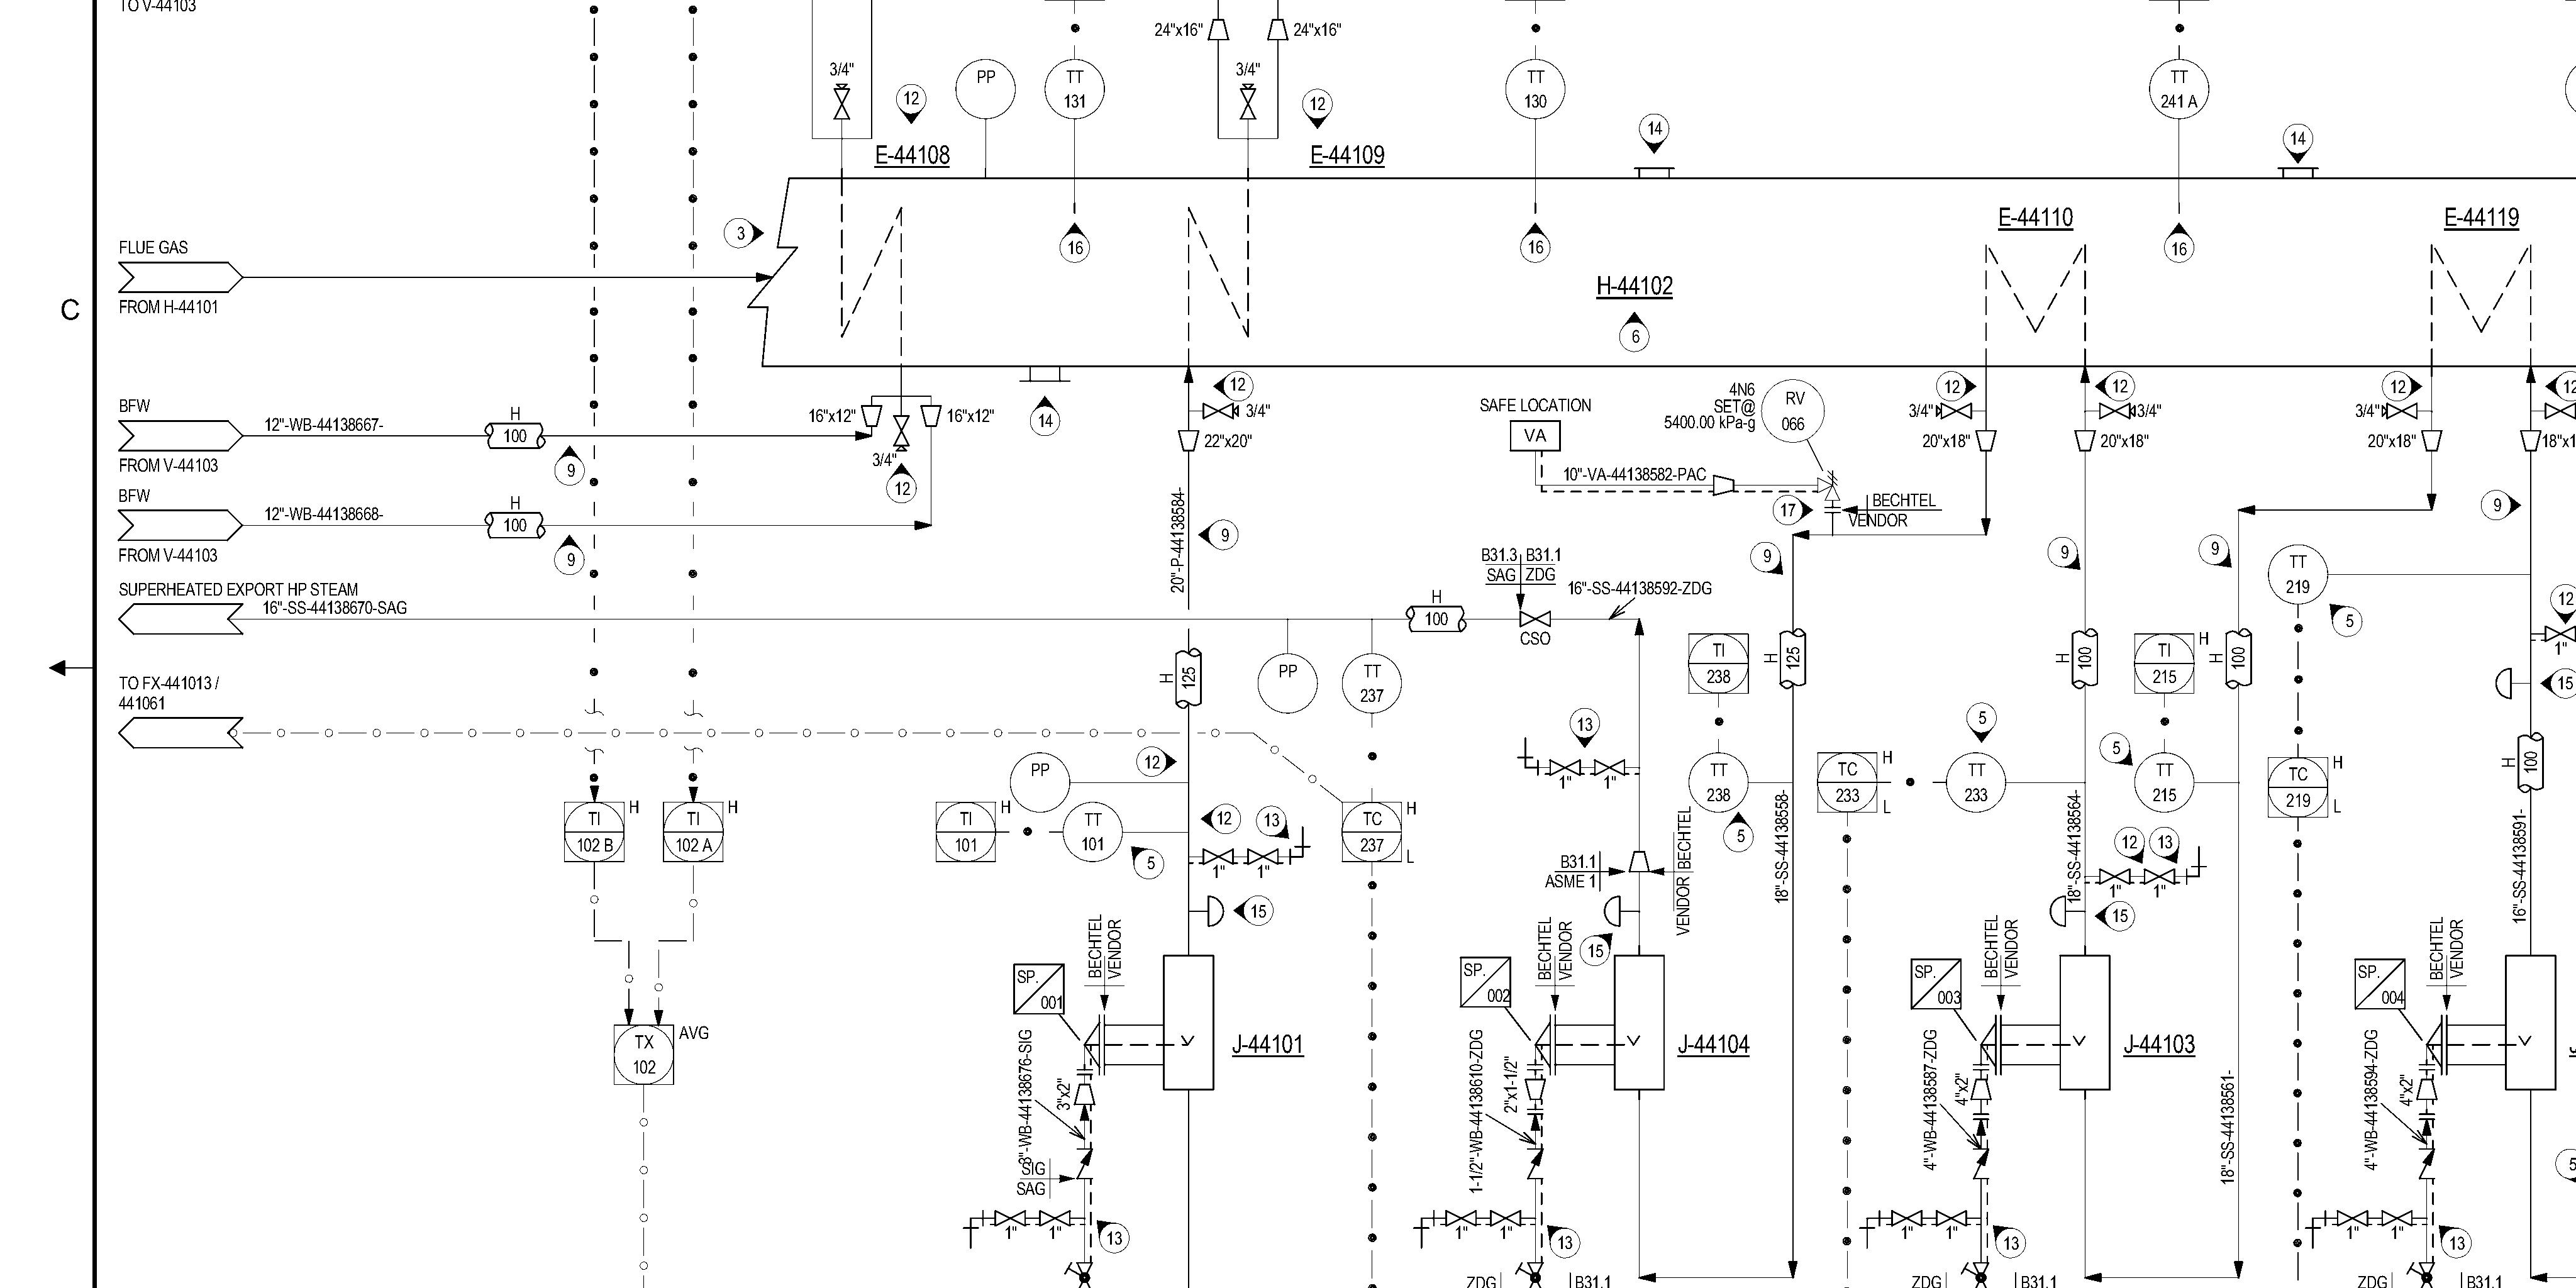 TO V-44103
24"x16"
24"x16"
3/4"
3/4"
PP
TT
131
TT
130
TT
241 A
12
12
14
14
E-44108
E-44109
E-44110
E-44119
3
16
16
16
FLUE GAS
FROM H-44101
C
H-44102
6
BFW
12"-WB-44138667-
H
100
9
FROM V-44103
16"x12"
16"x12"
3/4"
12
14
12
3/4"
22"x20"
BFW
12"-WB-44138668-
H
100
9
FROM V-44103
SAFE LOCATION
VA
4N6
SET@
5400.00 kPa-g
RV
066
10"-VA-44138582-PAC
17
BECHTEL
VENDOR
12
3/4"
20"x18"
12
3/4"
20"x18"
12
3/4"
20"x18"
12
18"x1
20"-P-44138584-
9
9
9
9
9
SUPERHEATED EXPORT HP STEAM
16"-SS-44138670-SAG
H
100
B31.3
B31.1
SAG
ZDG
CSO
16"-SS-44138592-ZDG
TT
219
5
12
1"
15
TO FX-441013 /
441061
H
125
PP
TT
237
TI
238
H
125
H
100
TI
215
H
H
100
H
100
12
PP
13
1"
1"
TT
238
5
TC
233
H
L
5
TT
233
5
TT
215
TC
219
H
L
TI
102 B
H
TI
102 A
H
TI
101
H
TT
101
5
12
13
1"
1"
TC
237
H
L
B31.1
ASME 1
VENDOR
BECHTEL
18"-SS-44138558-
18"-SS-44138564-
12
13
1"
1"
16"-SS-44138591-
15
15
15
BECHTEL
VENDOR
BECHTEL
VENDOR
BECHTEL
VENDOR
BECHTEL
VENDOR
SP.
001
SP.
002
SP.
003
SP.
004
TX
102
AVG
J-44101
J-44104
J-44103
3"-WB-44138676-SIG
3"x2"
1-1/2"-WB-44138610-ZDG
2"x1-1/2"
4"-WB-44138587-ZDG
4"x2"
18"-SS-44138561-
4"-WB-44138594-ZDG
4"x2"
5
SIG
SAG
1"
1"
13
1"
1"
13
1"
1"
13
1"
1"
13
ZDG
B31.1
ZDG
B31.1
ZDG
B31.1